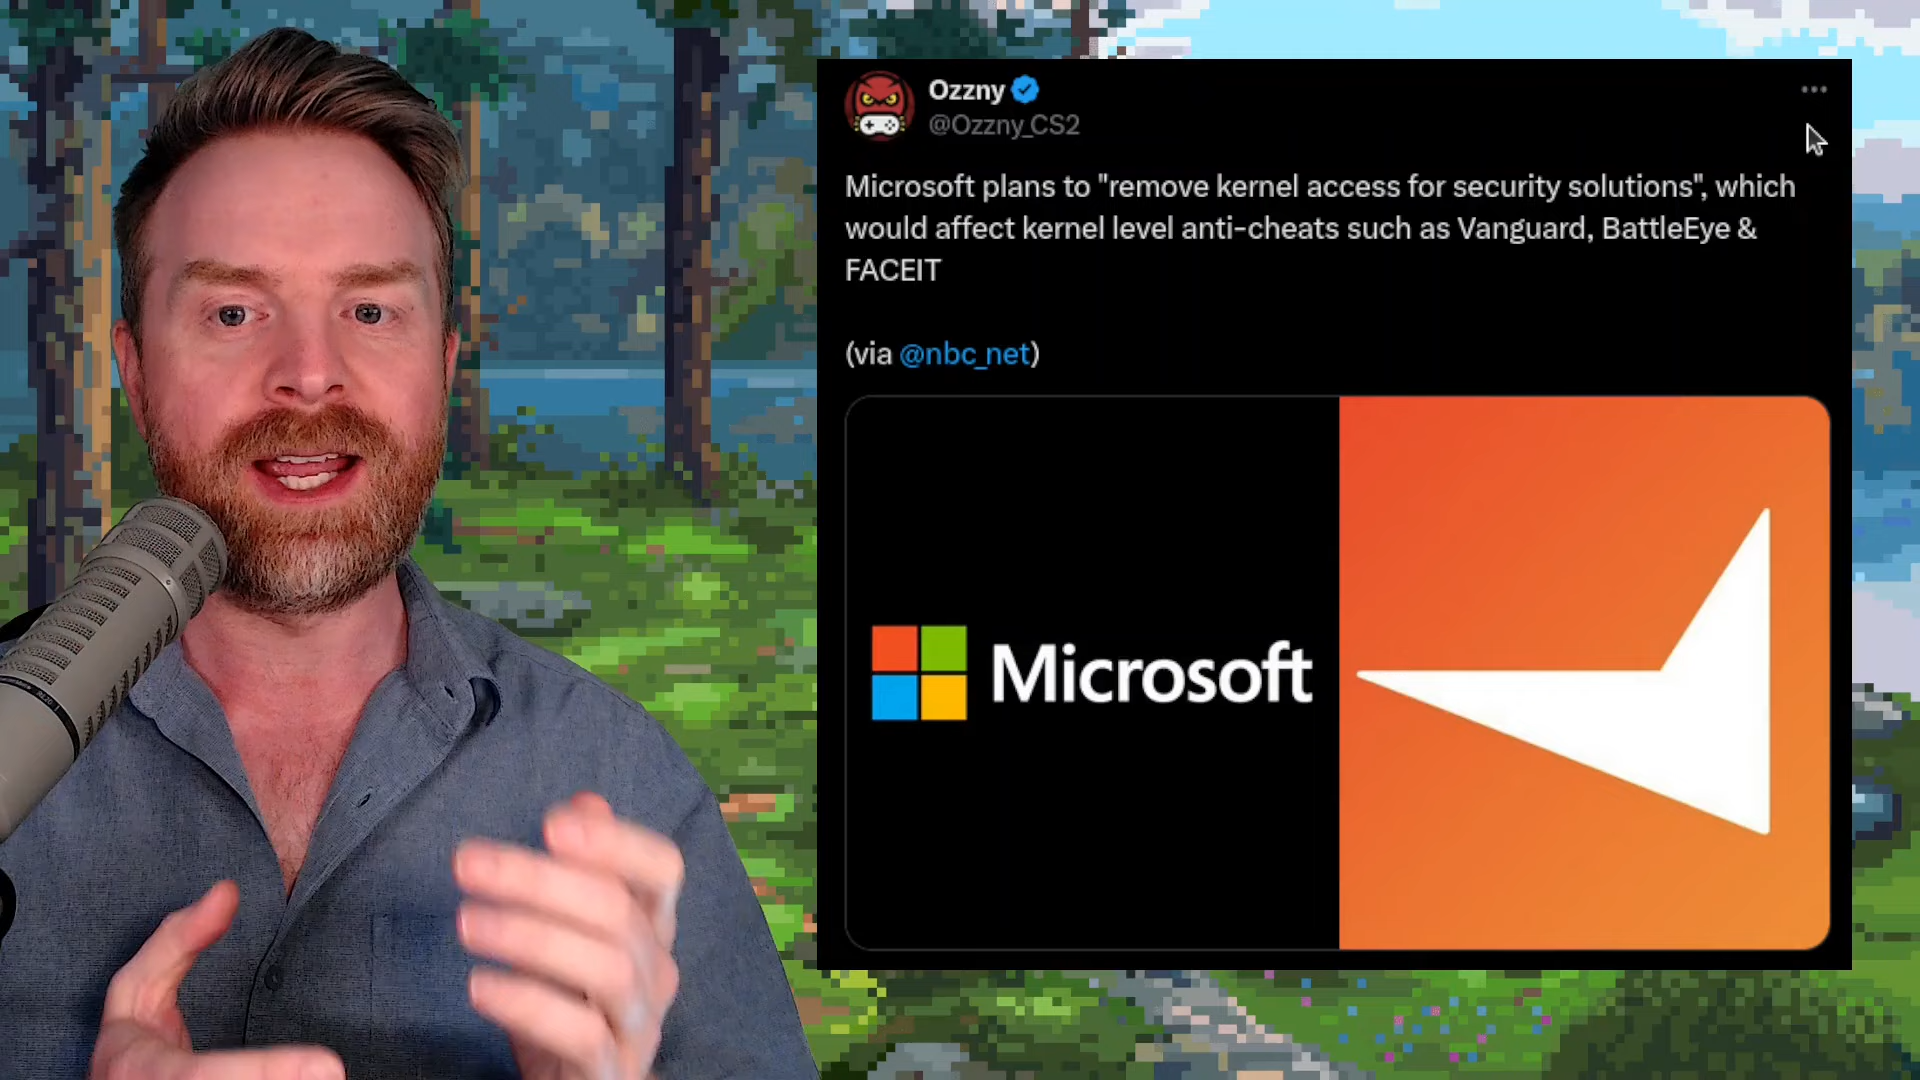 Ozzny
@Ozzny_CS2
Microsoft plans to "remove kernel access for security solutions", which
would affect kernel level anti-cheats such as Vanguard, BattleEye &
FACEIT
(via @nbc_net)
Microsoft